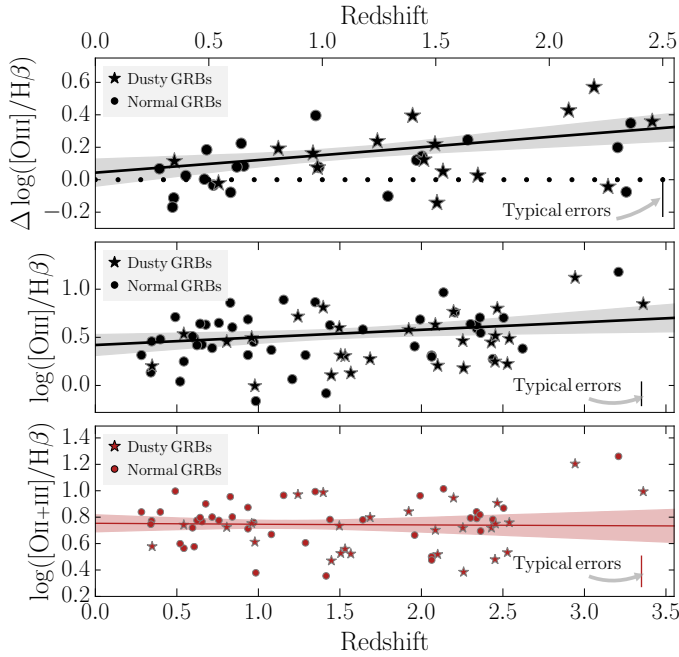 Redshift
0.0 0.5 1.0 1.5 2.0 2.5
Δ log([OIII]/Hβ)
0.6
0.4
0.2
0.0
−0.2
Dusty GRBs
Normal GRBs
Typical errors
log([OIII]/Hβ)
1.0
0.5
0.0
Dusty GRBs
Normal GRBs
Typical errors
log([OII+III]/Hβ)
1.4
1.2
1.0
0.8
0.6
0.4
0.2
Dusty GRBs
Normal GRBs
Typical errors
0.0 0.5 1.0 1.5 2.0 2.5 3.0 3.5
Redshift